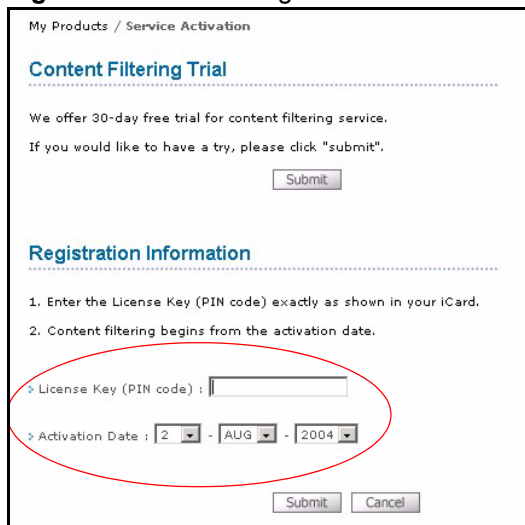 My Products / Service Activation
Content Filtering Trial
We offer 30-day free trial for content filtering service.
If you would like to have a try, please click "submit".
Submit
Registration Information
1. Enter the License Key (PIN code) exactly as shown in your iCard.
2. Content filtering begins from the activation date.
License Key (PIN code) :
Activation Date : 2 - AUG - 2004
Submit Cancel